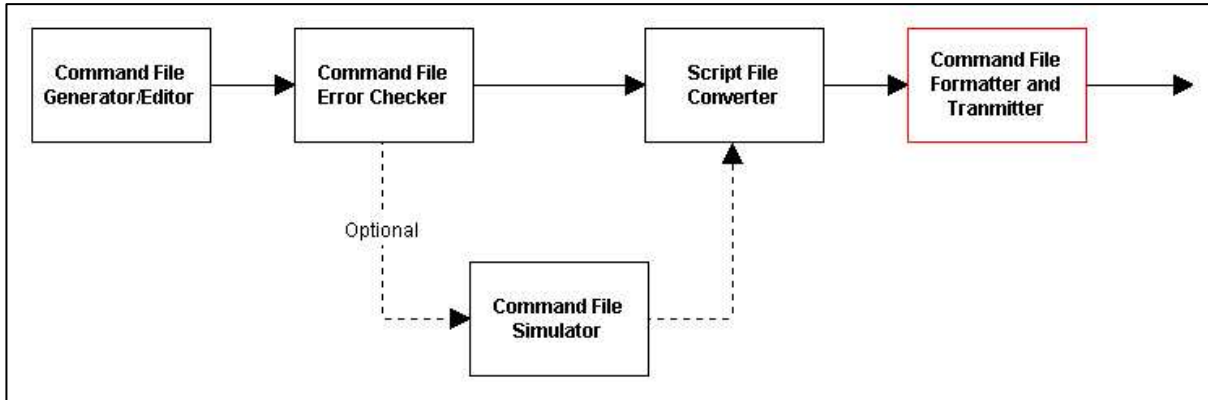 Command File
Generator/Editor
Command File
Error Checker
Script File
Converter
Command File
Formatter and
Tranmitter
Optional
Command File
Simulator